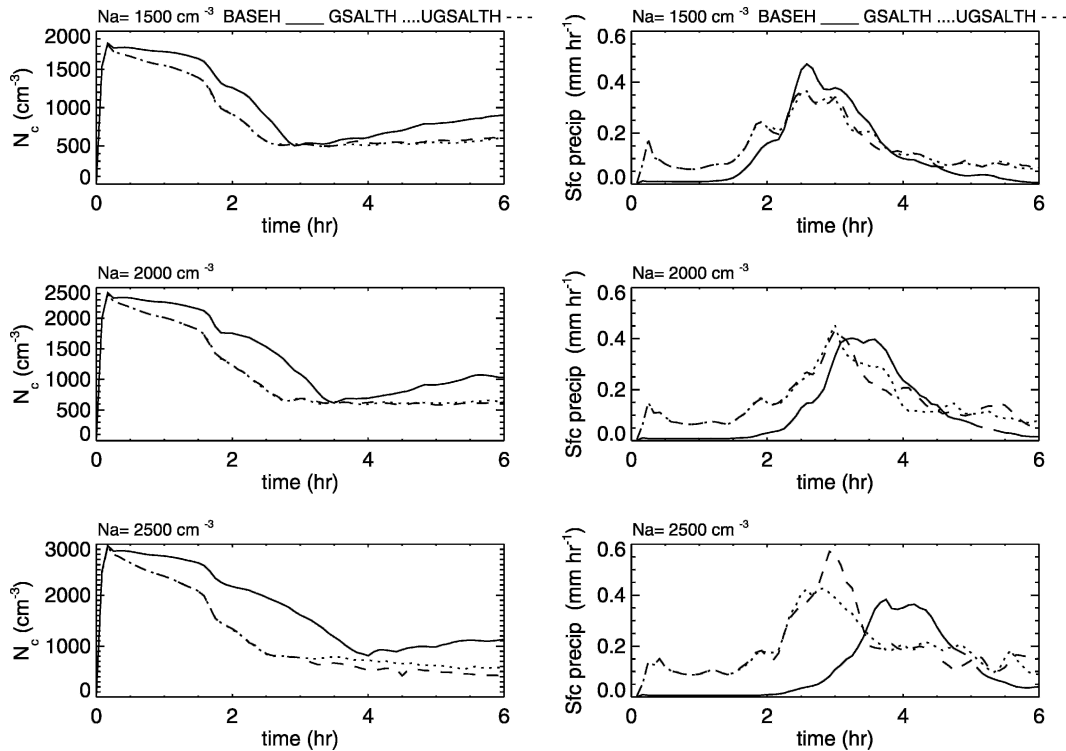 Na= 1500 cm⁻³ BASEH ____ GSALTH ....UGSALTH - - -
2000
1500
1000
500
0
N_c (cm⁻³)
0 2 4 6
time (hr)
Na= 1500 cm⁻³ BASEH ____ GSALTH ....UGSALTH - - -
0.6
0.4
0.2
0.0
Sfc precip (mm hr⁻¹)
0 2 4 6
time (hr)
Na= 2000 cm⁻³
2500
2000
1500
1000
500
0
N_c (cm⁻³)
0 2 4 6
time (hr)
Na= 2000 cm⁻³
0.6
0.4
0.2
0.0
Sfc precip (mm hr⁻¹)
0 2 4 6
time (hr)
Na= 2500 cm⁻³
3000
2000
1000
0
N_c (cm⁻³)
0 2 4 6
time (hr)
Na= 2500 cm⁻³
0.6
0.4
0.2
0.0
Sfc precip (mm hr⁻¹)
0 2 4 6
time (hr)